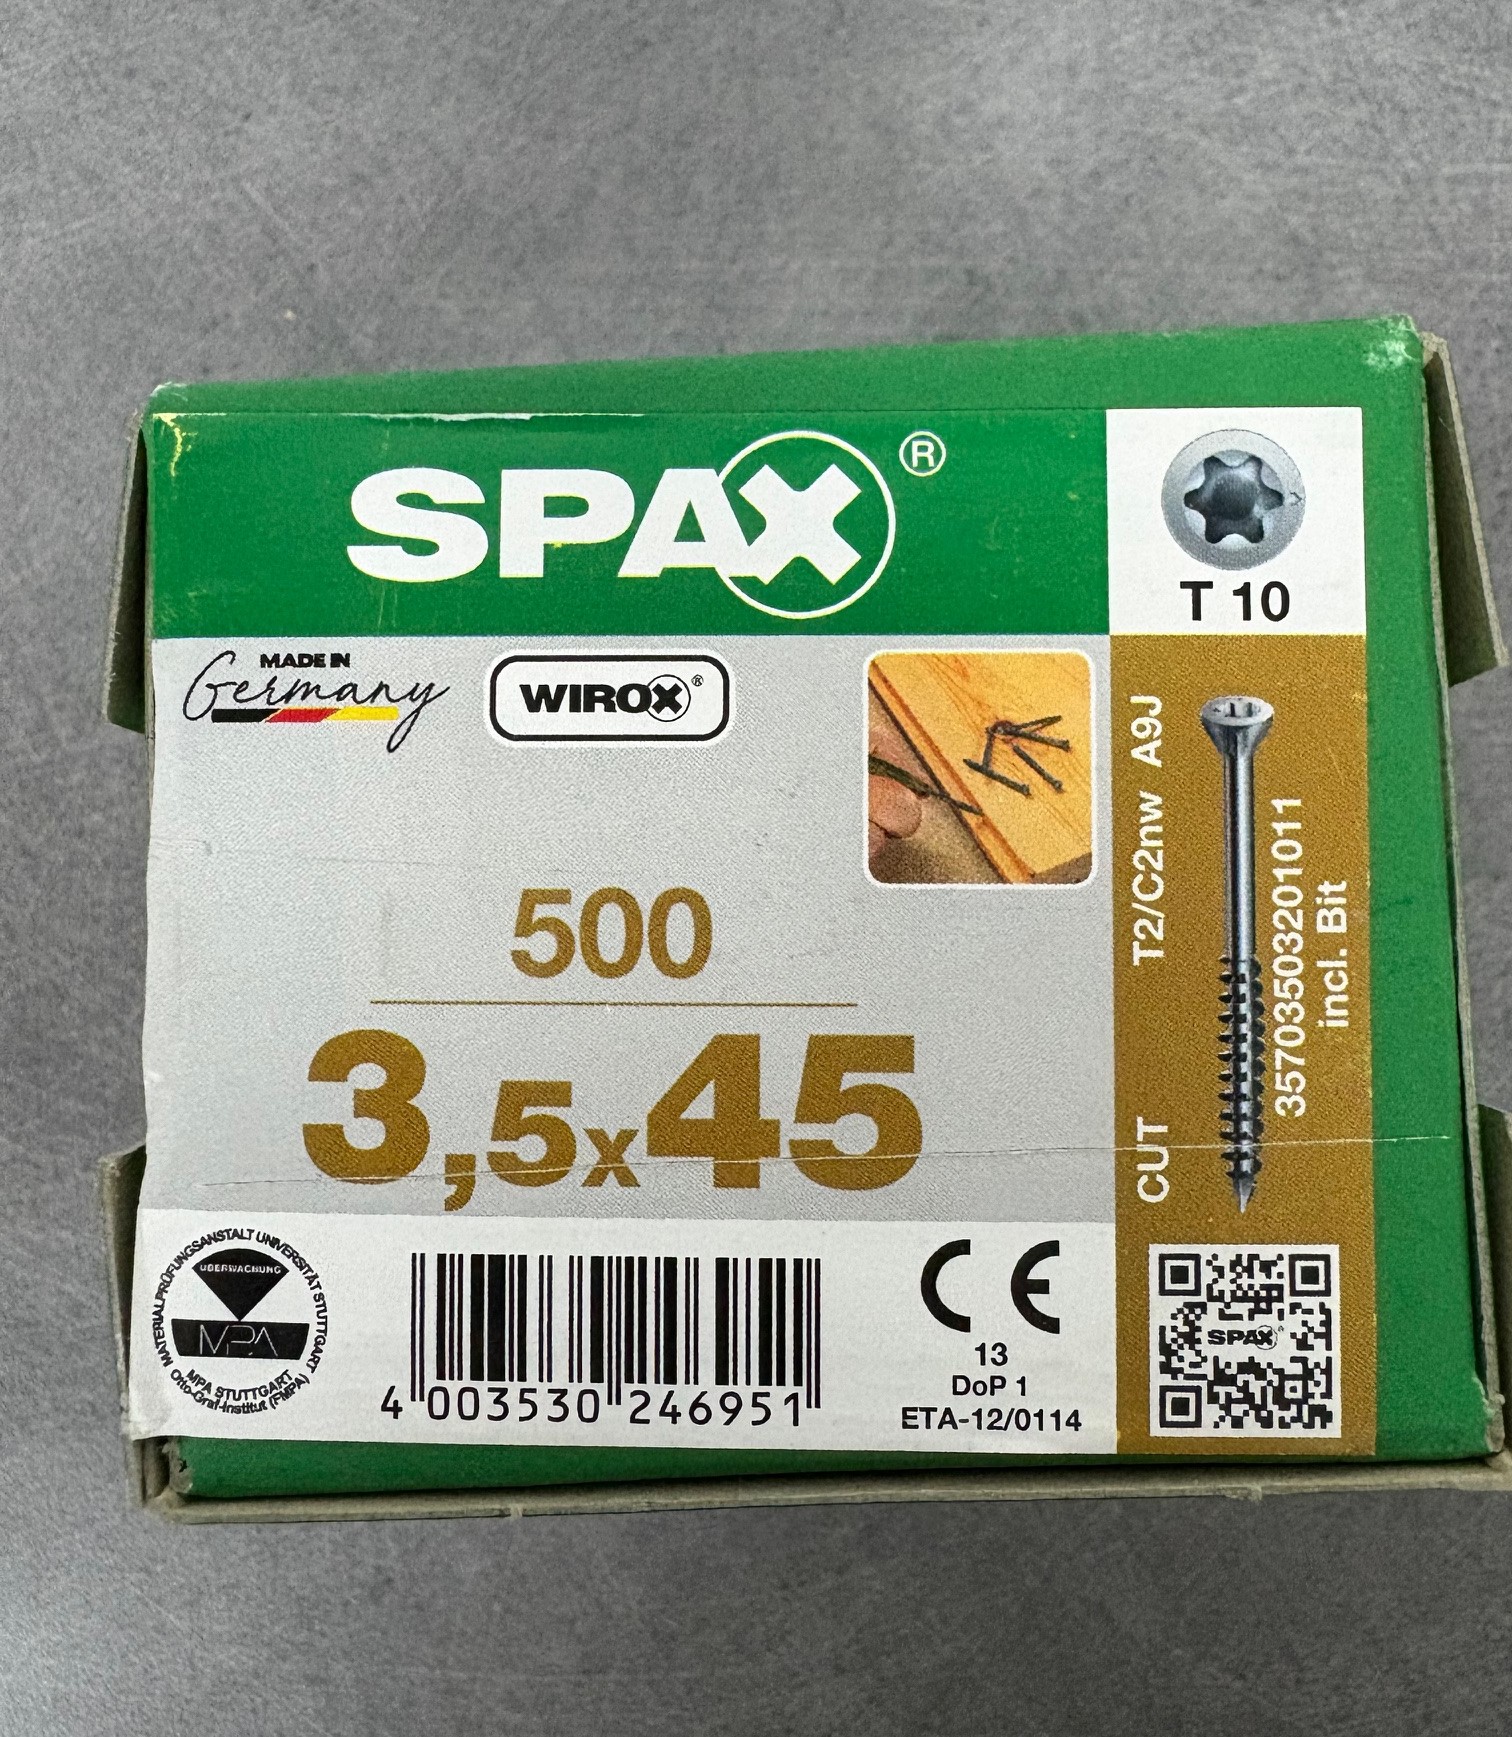 SPAX®
T 10
MADE IN
Germany
WIROX®
500
3,5x45
CUT T2/C2nw A9J
3570350320101​1
incl. Bit
MATERIALPRÜFUNGSANSTALT UNIVERSITÄT STUTTGART
ÜBERWACHUNG
MPA
MPA STUTTGART
Otto-Graf-Institut (FMPA)
4 003530 246951
CE
13
DoP 1
ETA-12/0114
SPAX®